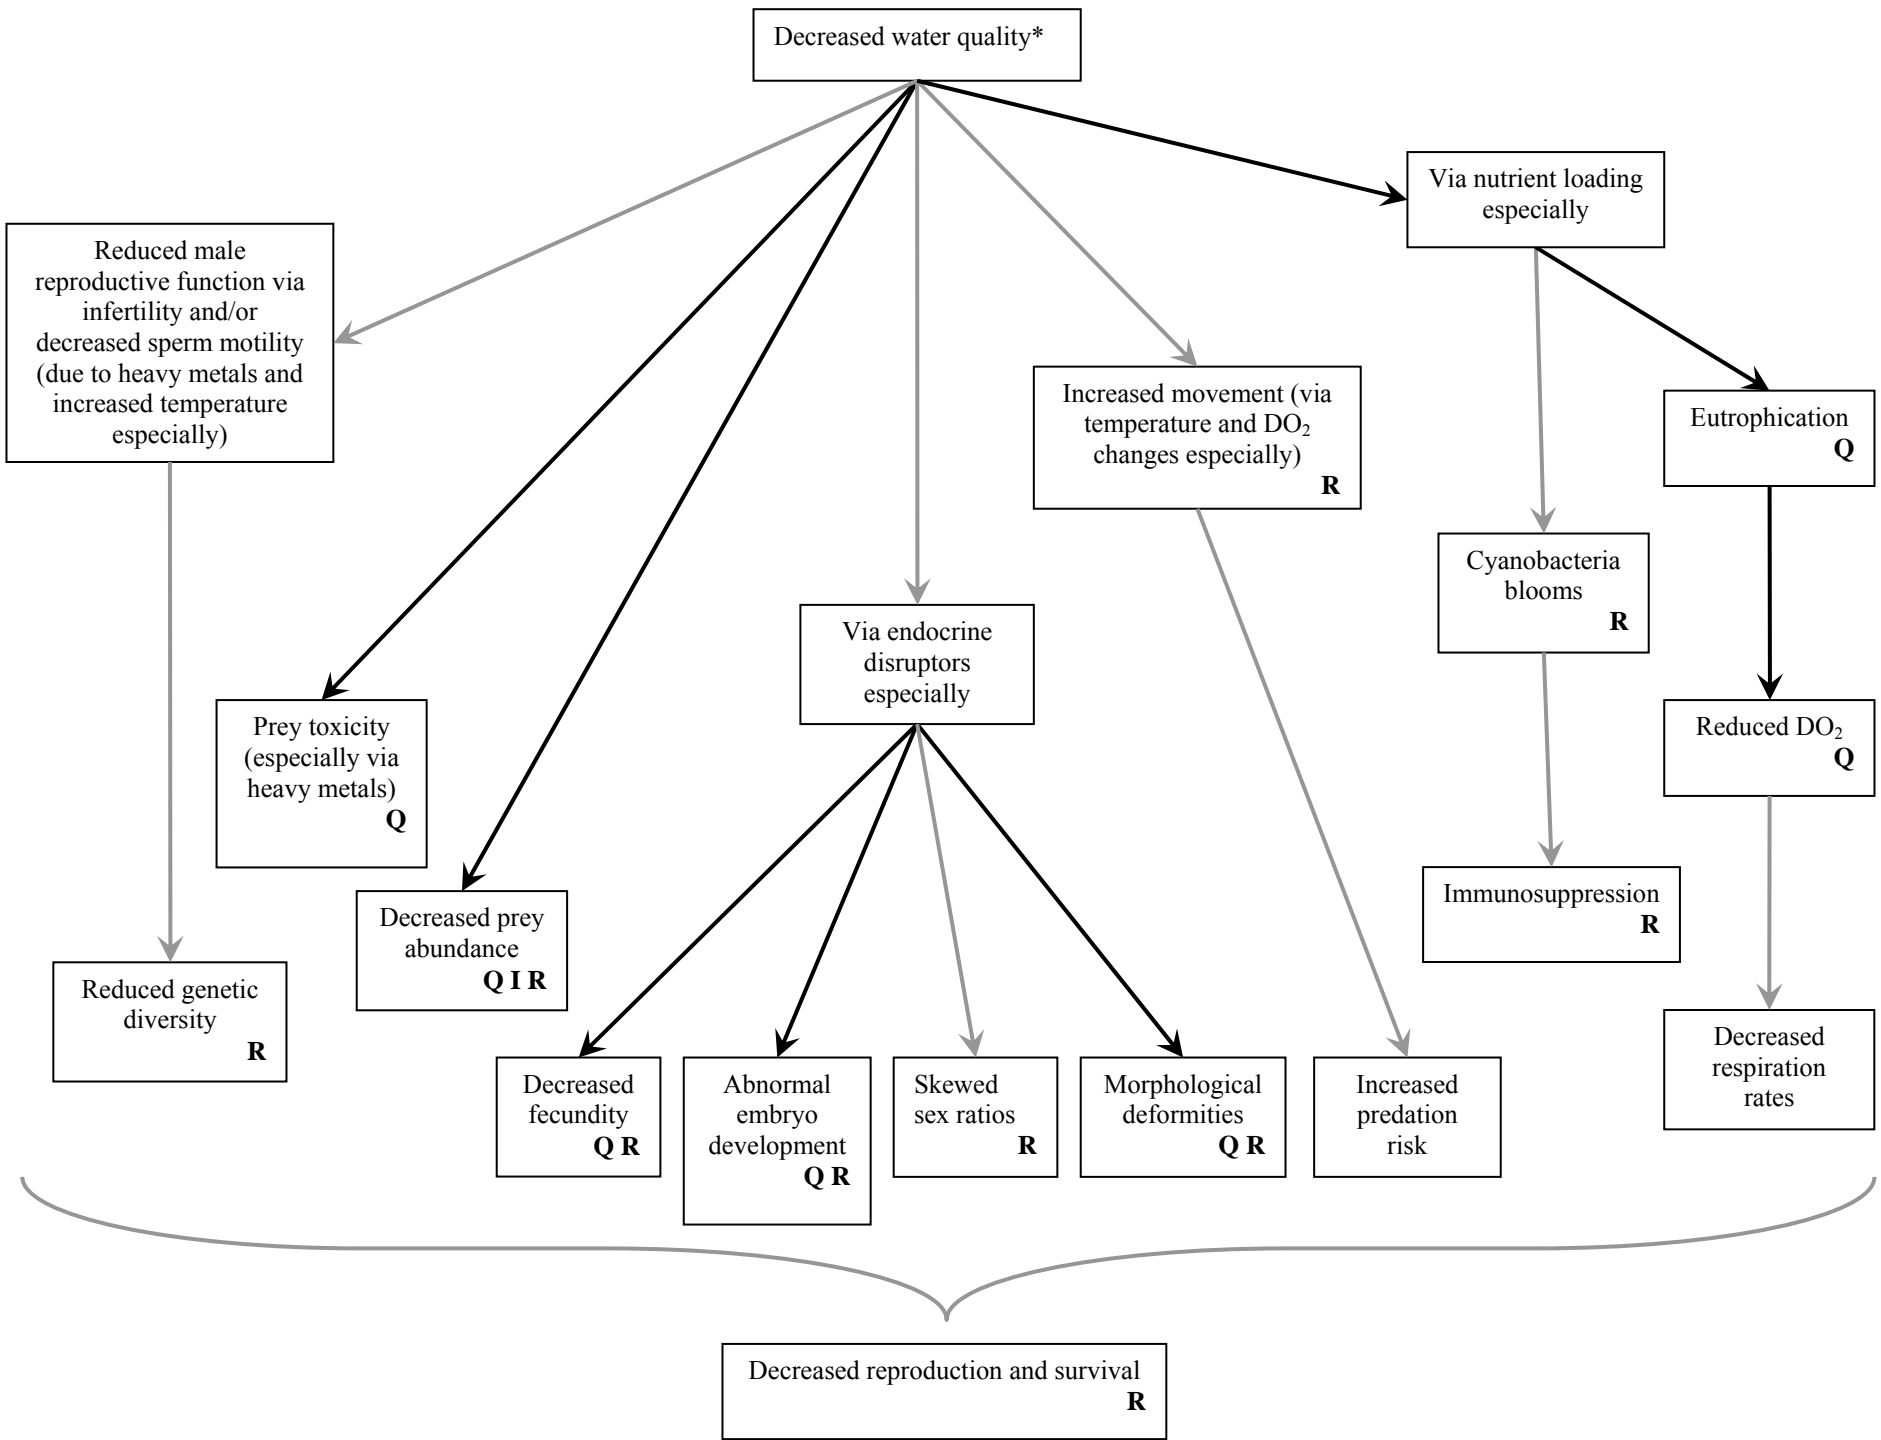 Decreased water quality*
Via nutrient loading
especially
Reduced male
reproductive function via
infertility and/or
decreased sperm motility
(due to heavy metals and
increased temperature
especially)
Increased movement (via
temperature and DO₂
changes especially)
R
Eutrophication
Q
Cyanobacteria
blooms
R
Via endocrine
disruptors
especially
Prey toxicity
(especially via
heavy metals)
Q
Reduced DO₂
Q
Immunosuppression
R
Decreased prey
abundance
Q I R
Reduced genetic
diversity
R
Decreased
respiration
rates
Decreased
fecundity
Q R
Abnormal
embryo
development
Q R
Skewed
sex ratios
R
Morphological
deformities
Q R
Increased
predation
risk
Decreased reproduction and survival
R